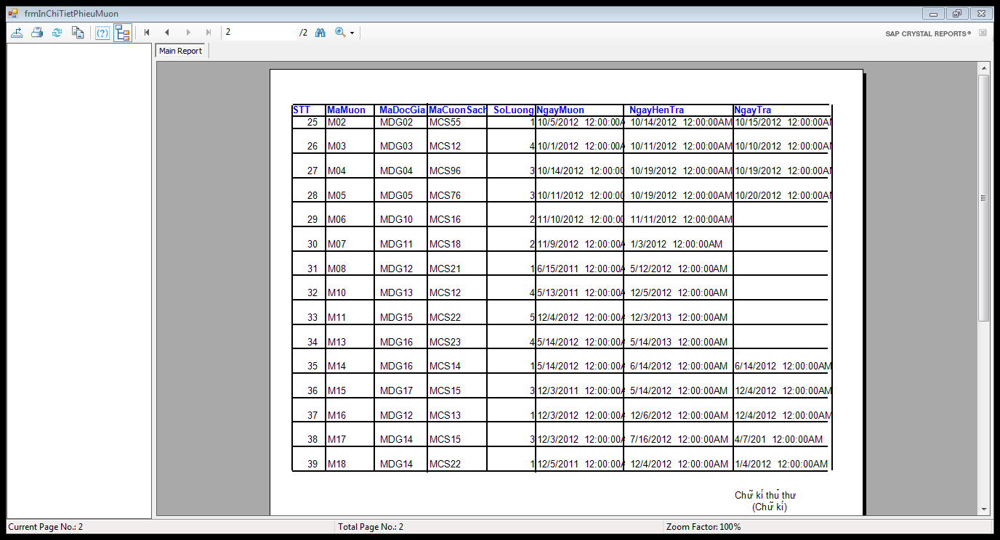 frmInChiTietPhieuMuon
2 /2 SAP CRYSTAL REPORTS®
Main Report
STT MaMuon MaDocGia MaCuonSach SoLuong NgayMuon NgayHenTra NgayTra
25 M02 MDG02 MCS55 1 10/5/2012 12:00:00A 10/14/2012 12:00:00AM 10/15/2012 12:00:00AM
26 M03 MDG03 MCS12 4 10/1/2012 12:00:00A 10/11/2012 12:00:00AM 10/10/2012 12:00:00AM
27 M04 MDG04 MCS96 3 10/14/2012 12:00:00 10/19/2012 12:00:00AM 10/19/2012 12:00:00AM
28 M05 MDG05 MCS76 3 10/11/2012 12:00:00 10/19/2012 12:00:00AM 10/20/2012 12:00:00AM
29 M06 MDG10 MCS16 2 11/10/2012 12:00:00 11/11/2012 12:00:00AM
30 M07 MDG11 MCS18 2 11/9/2012 12:00:00A 1/3/2012 12:00:00AM
31 M08 MDG12 MCS21 1 6/15/2011 12:00:00A 5/12/2012 12:00:00AM
32 M10 MDG13 MCS12 4 5/13/2011 12:00:00A 12/5/2012 12:00:00AM
33 M11 MDG15 MCS22 5 12/4/2012 12:00:00A 12/3/2013 12:00:00AM
34 M13 MDG16 MCS23 4 5/14/2012 12:00:00A 5/14/2013 12:00:00AM
35 M14 MDG16 MCS14 1 5/14/2012 12:00:00A 6/14/2012 12:00:00AM 6/14/2012 12:00:00AM
36 M15 MDG17 MCS15 3 12/3/2011 12:00:00A 5/14/2012 12:00:00AM 12/4/2012 12:00:00AM
37 M16 MDG12 MCS13 1 12/3/2012 12:00:00A 12/6/2012 12:00:00AM 12/4/2012 12:00:00AM
38 M17 MDG14 MCS15 3 12/3/2012 12:00:00A 7/16/2012 12:00:00AM 4/7/201 12:00:00AM
39 M18 MDG14 MCS22 1 12/5/2011 12:00:00A 12/4/2012 12:00:00AM 1/4/2012 12:00:00AM
Chữ kí thủ thư
(Chữ kí)
Current Page No.: 2 Total Page No.: 2 Zoom Factor: 100%